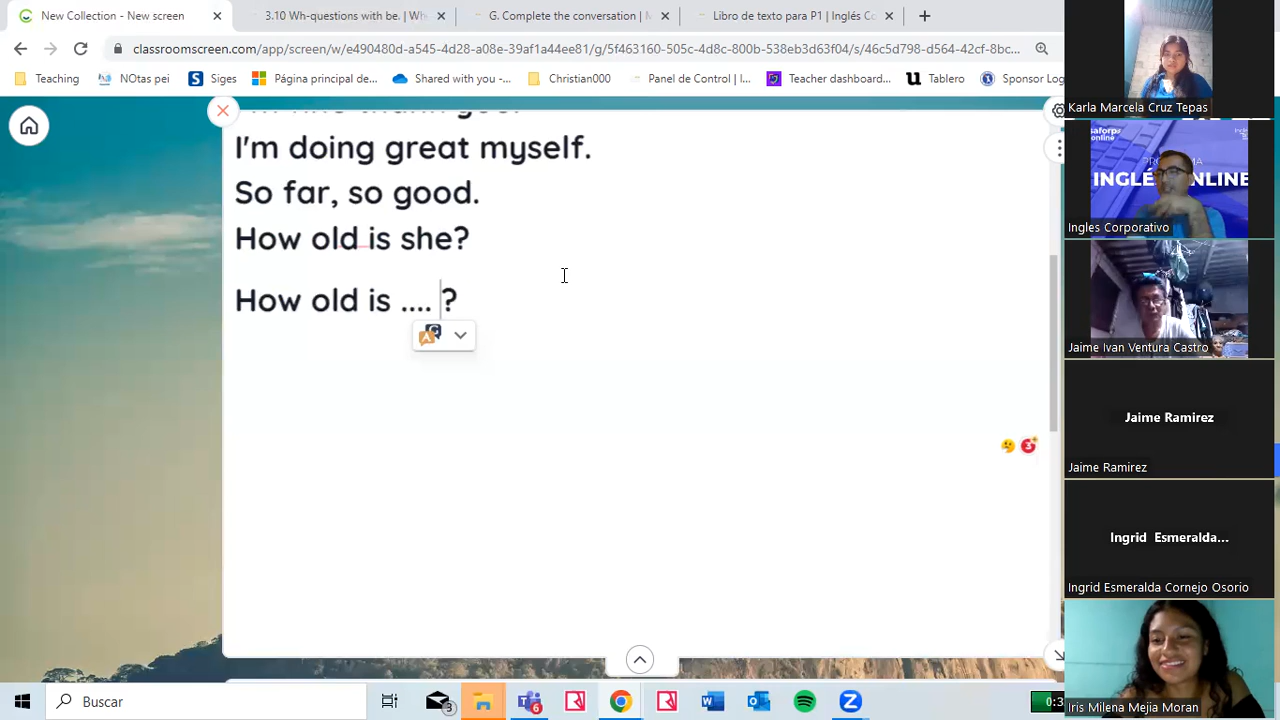 New Collection - New screen
3.10 Wh-questions with be. | Wh
G. Complete the conversation | M
Libro de texto para P1 | Inglés Co
classroomscreen.com/app/screen/w/e490480d-a545-4d28-a08e-39af1a44ee81/g/5f463160-505c-4d8c-800b-538eb3d63f04/s/46c5d798-d564-42cf-8bc...
Teaching
NOtas pei
Siges
Página principal de...
Shared with you -...
Christian000
Panel de Control | I...
Teacher dashboard...
Tablero
Sponsor Log
I'm doing great myself.
So far, so good.
How old is she?
How old is .... ?
Karla Marcela Cruz Tepas
INGLÉS ONLINE
Ingles Corporativo
Jaime Ivan Ventura Castro
Jaime Ramirez
Jaime Ramirez
Ingrid Esmeralda...
Ingrid Esmeralda Cornejo Osorio
Iris Milena Mejia Moran
Buscar